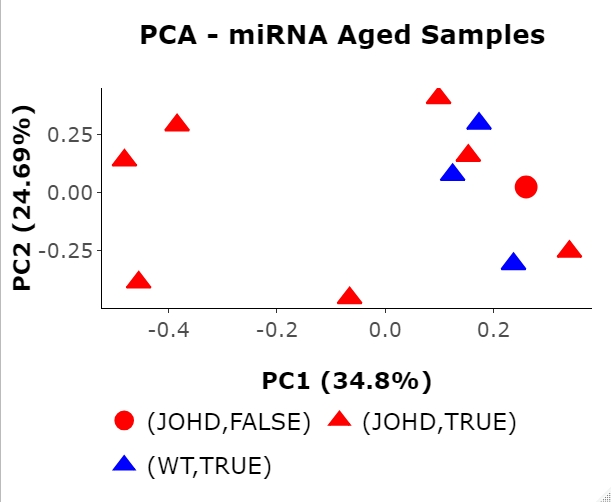 PCA - miRNA Aged Samples
PC2 (24.69%)
0.25
0.00
-0.25
-0.4 -0.2 0.0 0.2
PC1 (34.8%)
(JOHD,FALSE) (JOHD,TRUE)
(WT,TRUE)